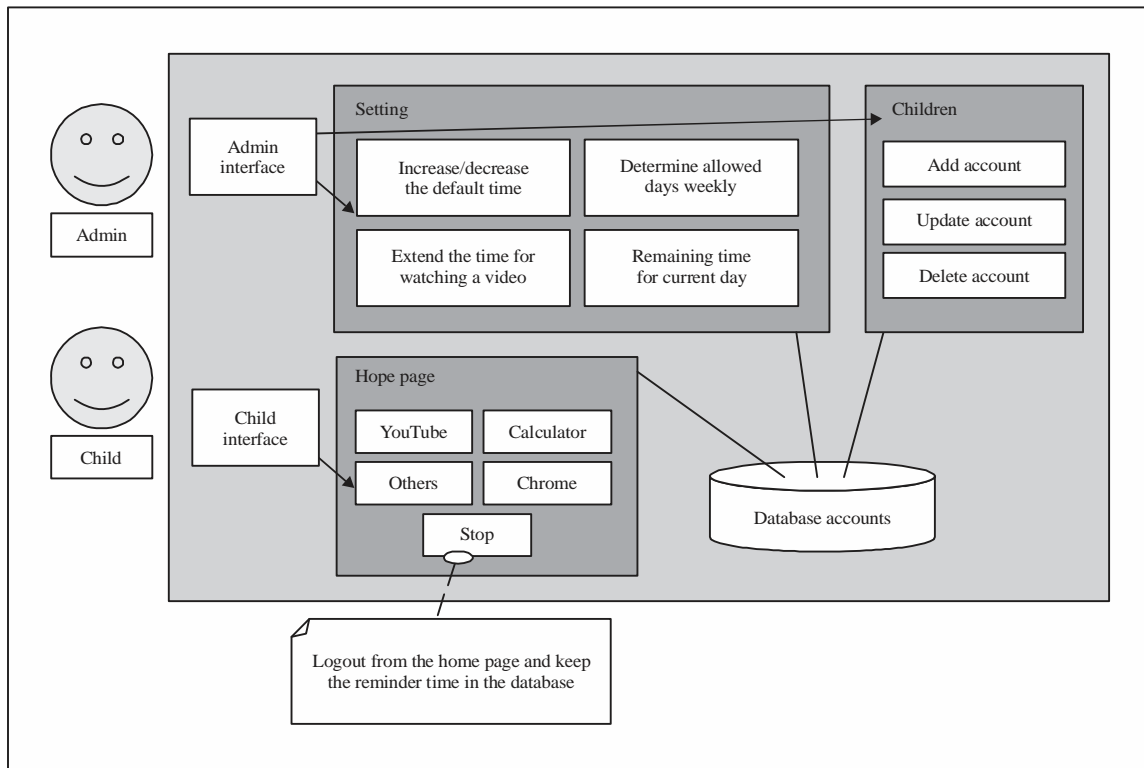 Setting
Children
Admin
interface
Increase/decrease
the default time
Determine allowed
days weekly
Add account
Admin
Update account
Extend the time for
watching a video
Remaining time
for current day
Delete account
Hope page
Child
interface
YouTube
Calculator
Child
Others
Chrome
Stop
Database accounts
Logout from the home page and keep
the reminder time in the database